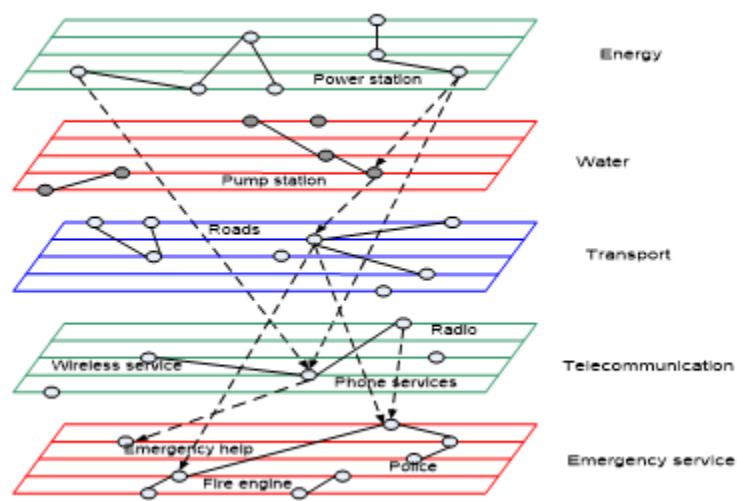 Energy
Power station
Water
Pump station
Roads
Transport
Radio
Wireless service
Telecommunication
Phone services
Emergency help
Police
Emergency service
Fire engine